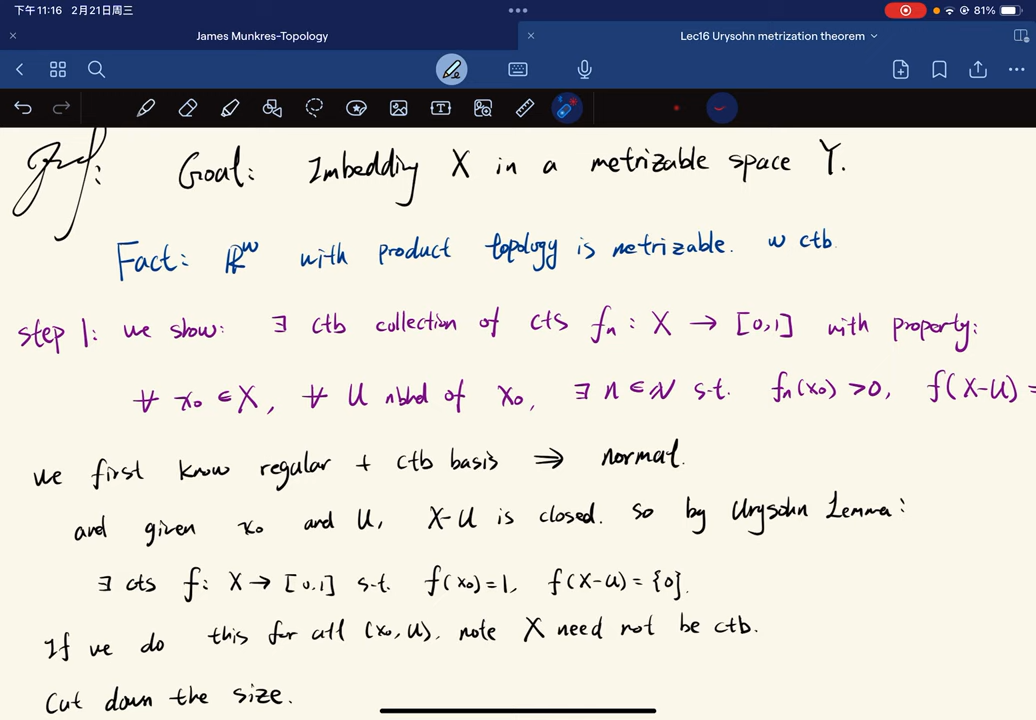 下午11:16 2月21日周三
81%
James Munkres-Topology
Lec16 Urysohn metrization theorem
Proof: Goal: Imbedding X in a metrizable space Y.
Fact: ℝ^ω with product topology is metrizable. ω ctb.
step 1: we show: ∃ ctb collection of cts fₙ : X → [0,1] with property:
∀ x₀ ∈ X, ∀ U nbhd of x₀, ∃ n ∈ ℕ s.t. fₙ(x₀) > 0, f(X-U) =
we first know regular + ctb basis ⇒ normal.
and given x₀ and U, X-U is closed. so by Urysohn Lemma:
∃ cts f: X → [0,1] s.t. f(x₀)=1, f(X-U) = {0}.
If we do this for all (x₀, U), note X need not be ctb.
Cut down the size.